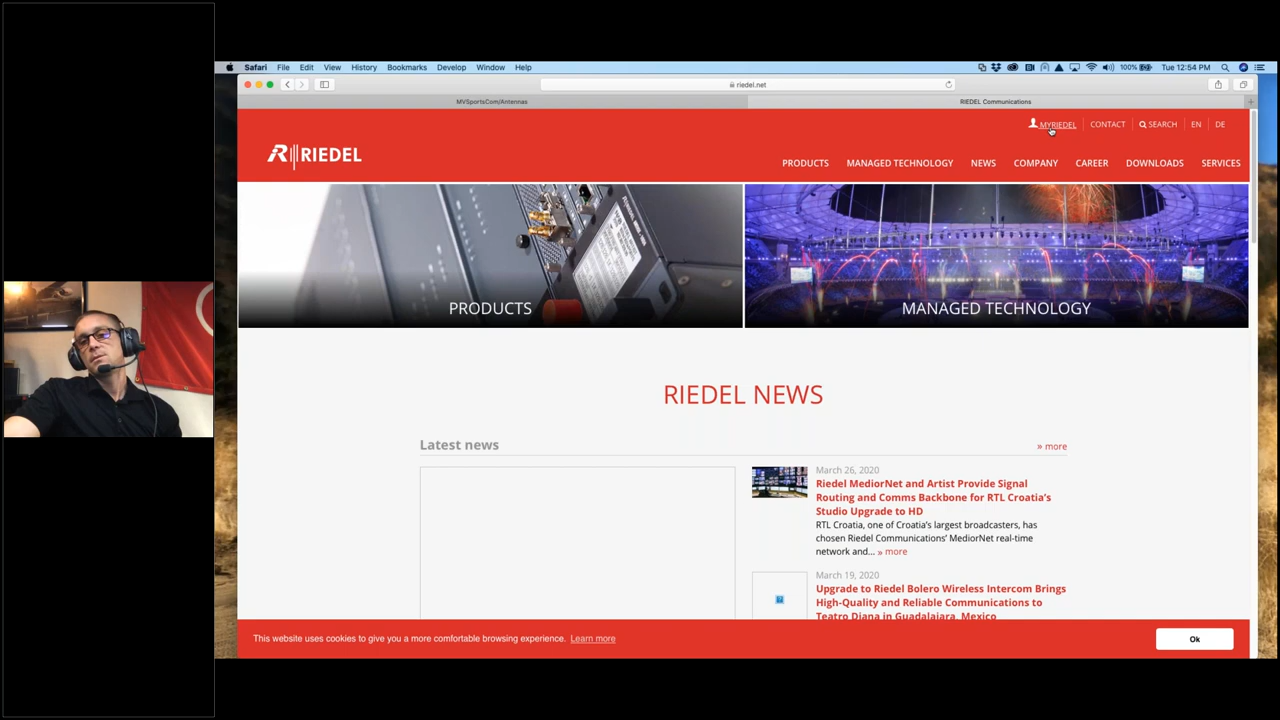 Safari File Edit View History Bookmarks Develop Window Help
100% Tue 12:54 PM
riedel.net
MVSportsCom/Antennas
RIEDEL Communications
MYRIEDEL CONTACT SEARCH EN DE
RIEDEL
PRODUCTS MANAGED TECHNOLOGY NEWS COMPANY CAREER DOWNLOADS SERVICES
PRODUCTS
MANAGED TECHNOLOGY
RIEDEL NEWS
Latest news
» more
March 26, 2020
Riedel MediorNet and Artist Provide Signal
Routing and Comms Backbone for RTL Croatia's
Studio Upgrade to HD
RTL Croatia, one of Croatia's largest broadcasters, has
chosen Riedel Communications' MediorNet real-time
network and... » more
March 19, 2020
Upgrade to Riedel Bolero Wireless Intercom Brings
High-Quality and Reliable Communications to
Teatro Diana in Guadalajara, Mexico
This website uses cookies to give you a more comfortable browsing experience. Learn more
Ok